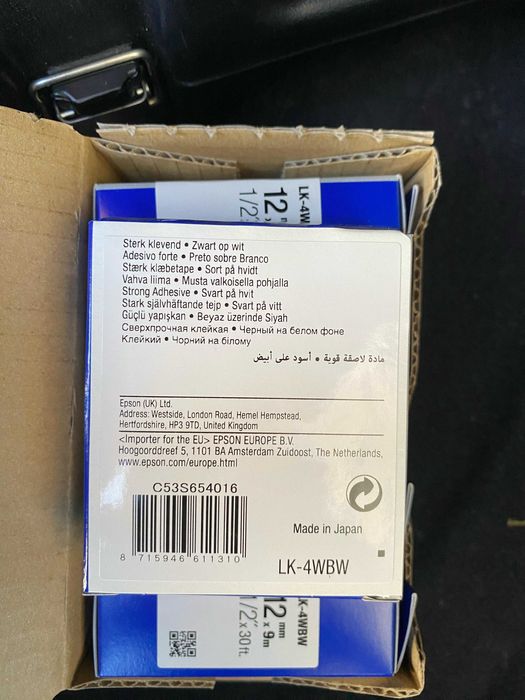 LK-4WB
12 m
1/2"
Sterk klevend • Zwart op wit
Adesivo forte • Preto sobre Branco
Stærk klæbetape • Sort på hvidt
Vahva liima • Musta valkoisella pohjalla
Strong Adhesive • Svart på hvit
Stark självhäftande tejp • Svart på vitt
Güçlü yapışkan • Beyaz üzerinde Siyah
Сверхпрочная клейкая • Черный на белом фоне
Клейкий • Чорний на білому
مادة لاصقة قوية • أسود على أبيض
Epson (UK) Ltd.
Address: Westside, London Road, Hemel Hempstead,
Hertfordshire, HP3 9TD, United Kingdom
<Importer for the EU> EPSON EUROPE B.V.
Hoogoorddreef 5, 1101 BA Amsterdam Zuidoost, The Netherlands,
www.epson.com/europe.html
C53S654016
8 715946 611310
Made in Japan
LK-4WBW
LK-4WBW
12 mm x 9m
1/2" x 30 ft.